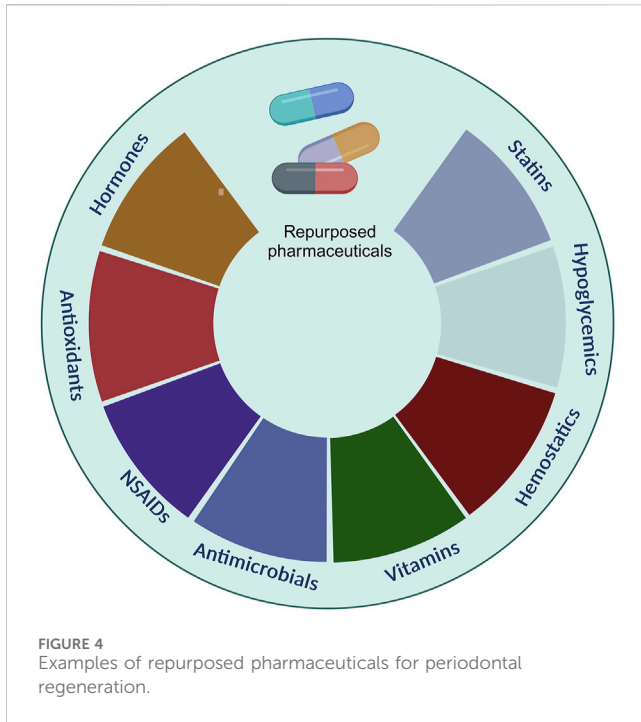 Repurposed
pharmaceuticals
Statins
Hypoglycemics
Hemostatics
Vitamins
Antimicrobials
NSAIDs
Antioxidants
Hormones
FIGURE 4
Examples of repurposed pharmaceuticals for periodontal
regeneration.